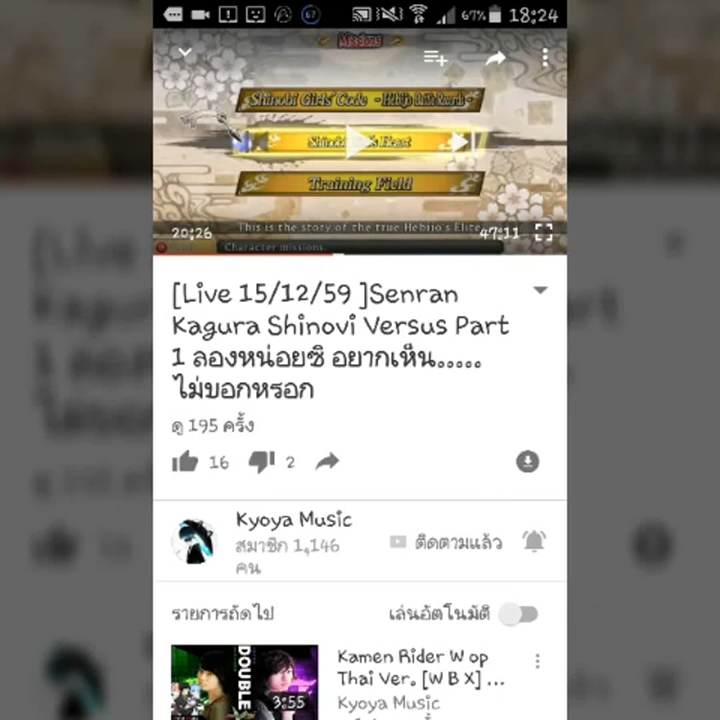 67% 18:24
Missions
Shinobi Girls' Code -Hebijo
Training Field
20:26
This is the story of the true Hebijo's Elite
47:11
Character missions.
[Live 15/12/59 ]Senran
Kagura Shinovi Versus Part
1 ลองหน่อยซิ อยากเห็น.....
ไม่บอกหรอก
ดู 195 ครั้ง
16 2
Kyoya Music
สมาชิก 1,146
คน
ติดตามแล้ว
รายการถัดไป เล่นอัตโนมัติ
DOUBLE
3:55
Kamen Rider W op
Thai Ver. [W B X] ...
Kyoya Music